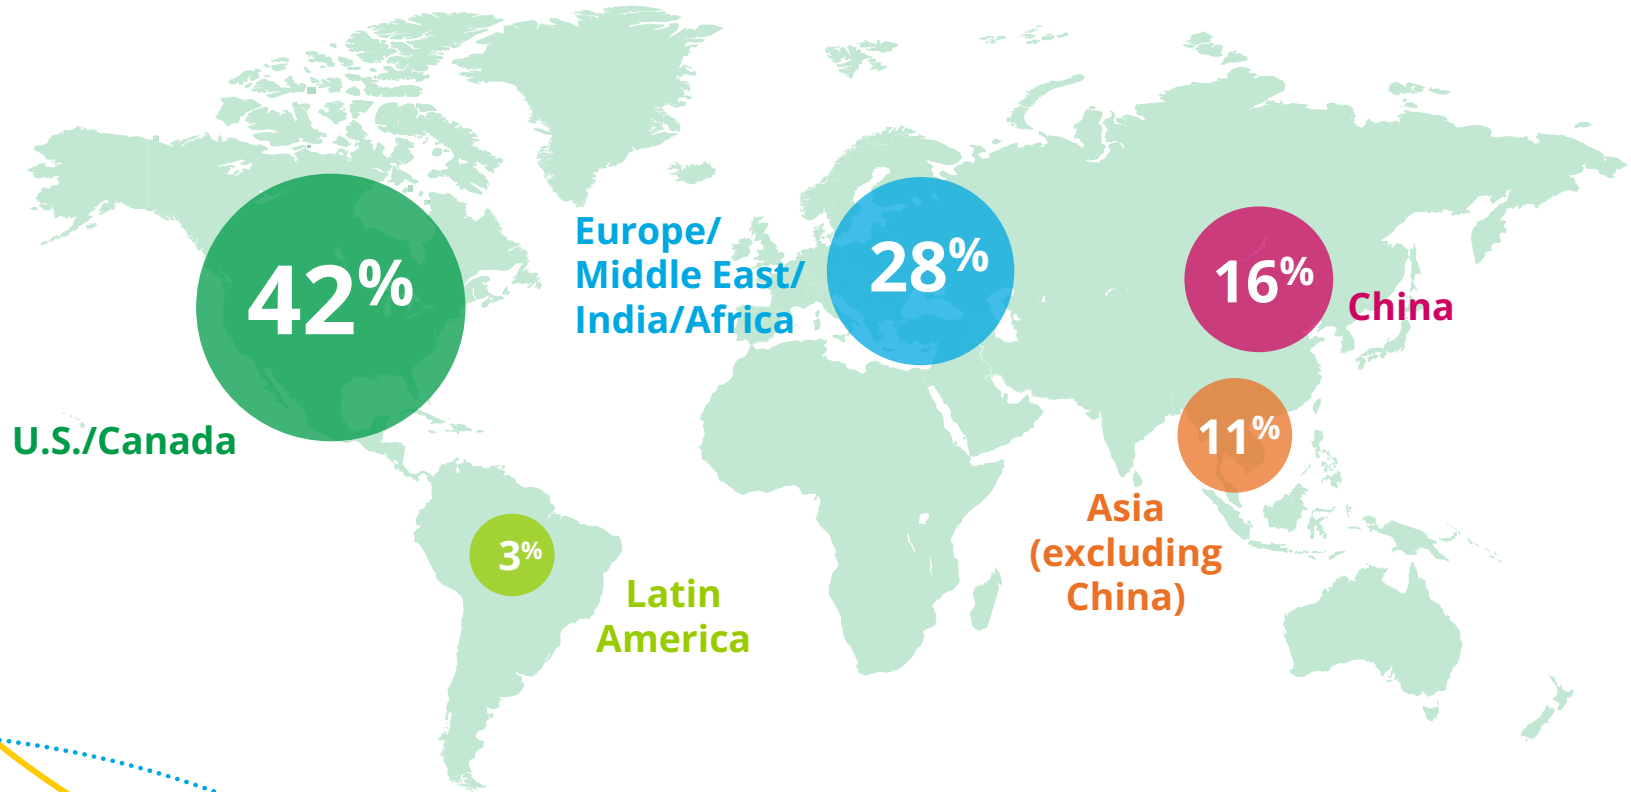 42%
U.S./Canada
Europe/
Middle East/
India/Africa
28%
16%
China
11%
Asia
(excluding
China)
3%
Latin
America